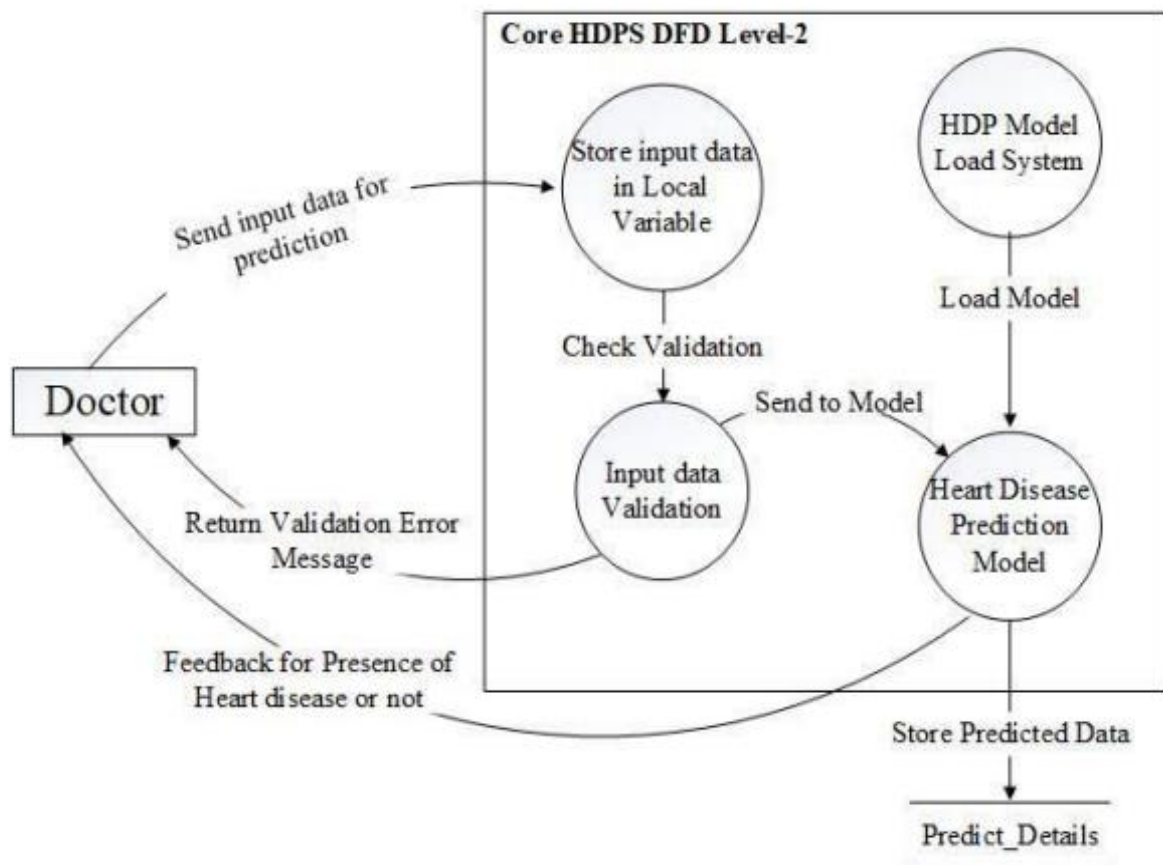 Core HDPS DFD Level-2
Store input data
in Local
Variable
HDP Model
Load System
Send input data for
prediction
Load Model
Check Validation
Doctor
Send to Model
Input data
Validation
Heart Disease
Prediction
Model
Return Validation Error
Message
Feedback for Presence of
Heart disease or not
Store Predicted Data
Predict_Details